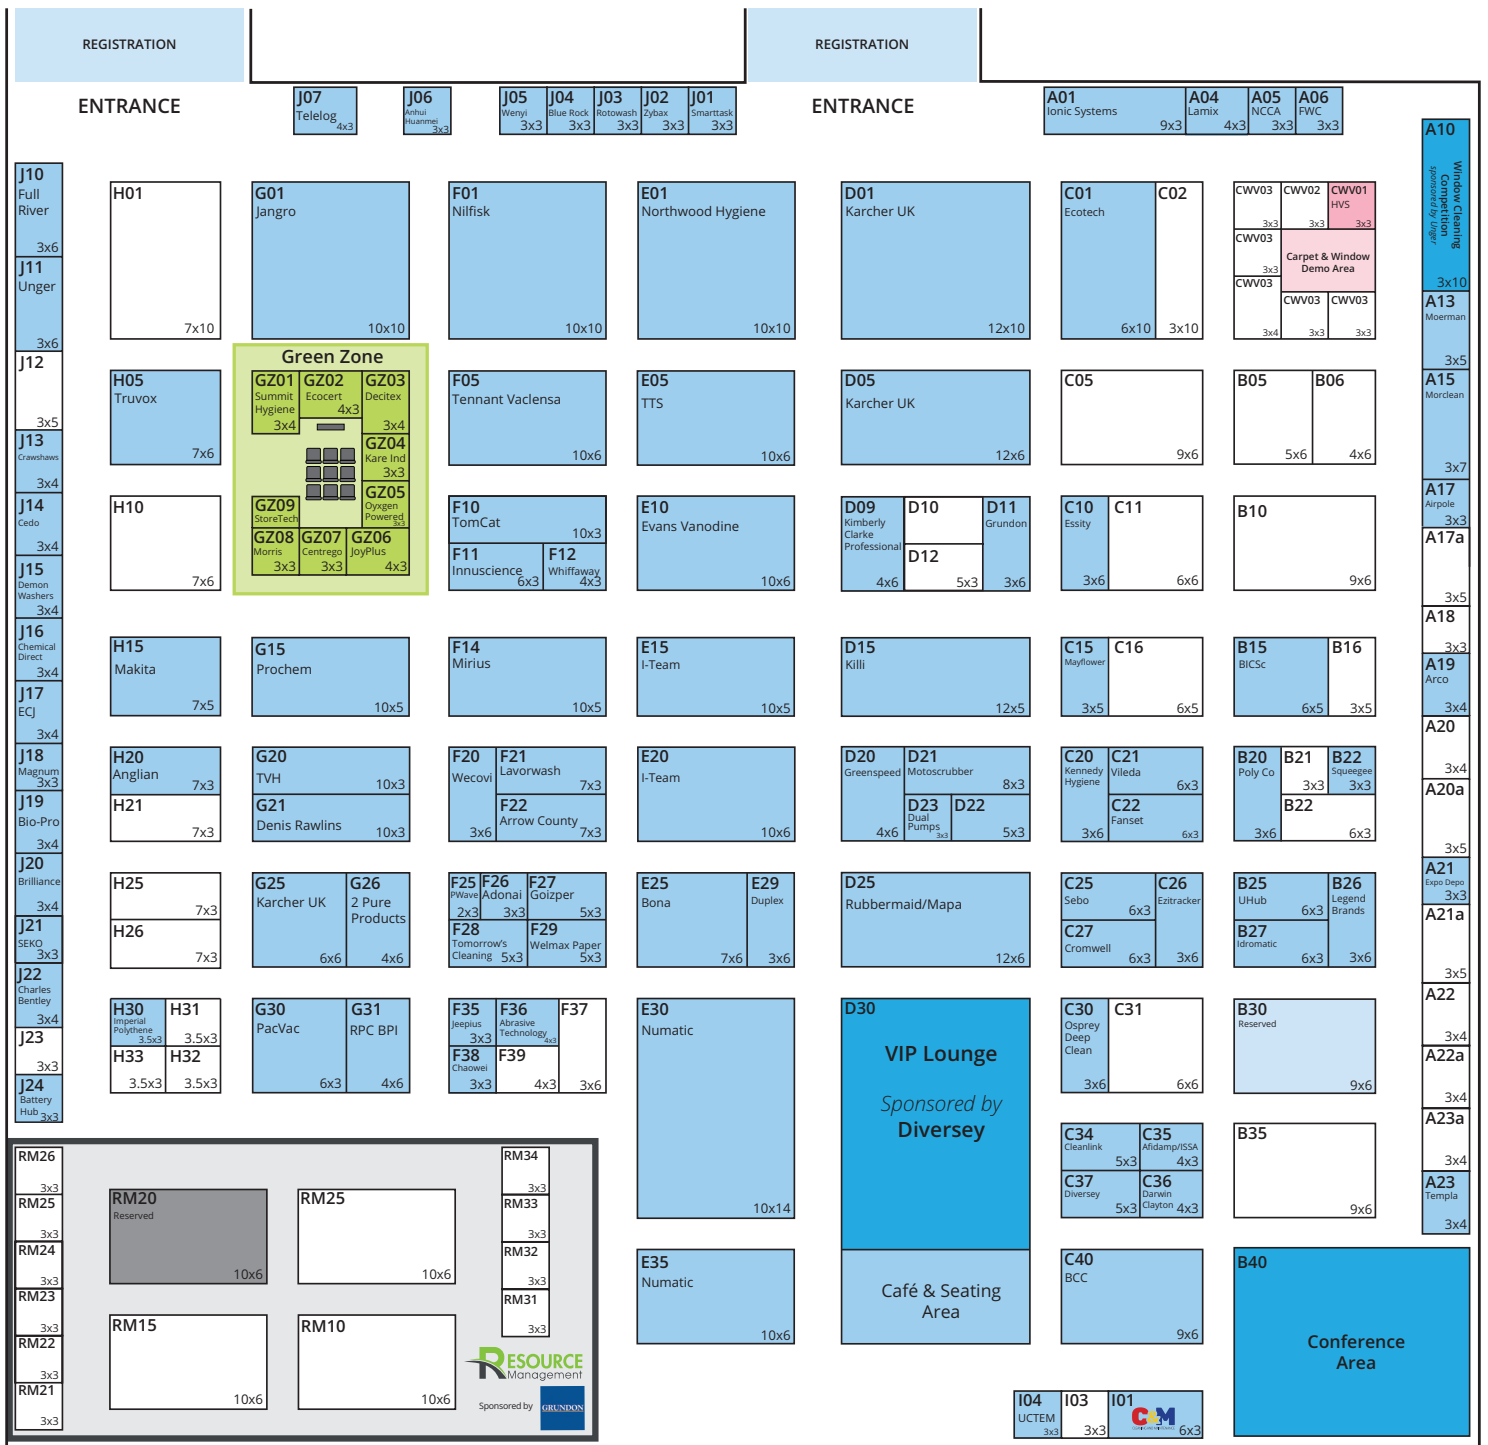 REGISTRATION
REGISTRATION
ENTRANCE
ENTRANCE
J07
Telelog
4x3
J06
Anhui
Huanmei
3x3
J05
Wenyi
3x3
J04
Blue Rock
3x3
J03
Rotowash
3x3
J02
Zybax
3x3
J01
Smarttask
3x3
A01
Ionic Systems
9x3
A04
Lamix
4x3
A05
NCCA
3x3
A06
FWC
3x3
A10
Window Cleaning
Competition
sponsored by Unger
3x10
J10
Full
River
3x6
J11
Unger
3x6
J12
3x5
J13
Crawshaws
3x4
J14
Cedo
3x4
J15
Demon
Washers
3x4
J16
Chemical
Direct
3x4
J17
ECJ
3x4
J18
Magnum
3x3
J19
Bio-Pro
3x4
J20
Brilliance
3x4
J21
SEKO
3x3
J22
Charles
Bentley
3x4
J23
3x3
J24
Battery
Hub
3x3
H01
7x10
G01
Jangro
10x10
F01
Nilfisk
10x10
E01
Northwood Hygiene
10x10
D01
Karcher UK
12x10
C01
Ecotech
6x10
C02
3x10
CWV03
3x3
CWV02
3x3
CWV01
HVS
3x3
CWV03
3x3
Carpet & Window
Demo Area
CWV03
3x4
CWV03
3x3
CWV03
3x3
A13
Moerman
3x5
A15
Morclean
3x7
A17
Airpole
3x3
A17a
3x5
A18
3x3
A19
Arco
3x4
A20
3x4
A20a
3x5
A21
Expo Depo
3x3
A21a
3x5
A22
3x4
A22a
3x4
A23a
3x4
A23
Templa
3x4
H05
Truvox
7x6
Green Zone
GZ01
Summit
Hygiene
3x4
GZ02
Ecocert
4x3
GZ03
Decitex
3x4
GZ04
Kare Ind
3x3
GZ05
Oyxgen
Powered
3x3
GZ09
StoreTech
GZ08
Morris
3x3
GZ07
Centrego
3x3
GZ06
JoyPlus
4x3
F05
Tennant Vaclensa
10x6
E05
TTS
10x6
D05
Karcher UK
12x6
C05
9x6
B05
5x6
B06
4x6
H10
7x6
F10
TomCat
10x3
F11
Innuscience
6x3
F12
Whiffaway
4x3
E10
Evans Vanodine
10x6
D09
Kimberly
Clarke
Professional
4x6
D10
D12
5x3
D11
Grundon
3x6
C10
Essity
3x6
C11
6x6
B10
9x6
H15
Makita
7x5
G15
Prochem
10x5
F14
Mirius
10x5
E15
I-Team
10x5
D15
Killi
12x5
C15
Mayflower
3x5
C16
6x5
B15
BICSc
6x5
B16
3x5
H20
Anglian
7x3
H21
7x3
G20
TVH
10x3
G21
Denis Rawlins
10x3
F20
Wecovi
3x6
F21
Lavorwash
7x3
F22
Arrow County
7x3
E20
I-Team
10x6
D20
Greenspeed
4x6
D21
Motoscrubber
8x3
D23
Dual
Pumps
3x3
D22
5x3
C20
Kennedy
Hygiene
3x6
C21
Vileda
6x3
C22
Fanset
6x3
B20
Poly Co
3x6
B21
3x3
B22
Squeegee
3x3
B22
6x3
H25
7x3
H26
7x3
G25
Karcher UK
6x6
G26
2 Pure
Products
4x6
F25
PWave
2x3
F26
Adonai
3x3
F27
Goizper
5x3
F28
Tomorrow's
Cleaning
5x3
F29
Welmax Paper
5x3
E25
Bona
7x6
E29
Duplex
3x6
D25
Rubbermaid/Mapa
12x6
C25
Sebo
6x3
C26
Ezitracker
3x6
C27
Cromwell
6x3
B25
UHub
6x3
B26
Legend
Brands
3x6
B27
Idromatic
6x3
H30
Imperial
Polythene
3.5x3
H31
3.5x3
H33
3.5x3
H32
3.5x3
G30
PacVac
6x3
G31
RPC BPI
4x6
F35
Jeepius
3x3
F36
Abrasive
Technology
4x3
F37
3x6
F38
Chaowei
3x3
F39
4x3
E30
Numatic
10x14
D30
VIP Lounge
Sponsored by
Diversey
Café & Seating
Area
C30
Osprey
Deep
Clean
3x6
C31
6x6
B30
Reserved
9x6
C34
Cleanlink
5x3
C35
Afidamp/ISSA
4x3
C37
Diversey
5x3
C36
Darwin
Clayton
4x3
B35
9x6
E35
Numatic
10x6
C40
BCC
9x6
B40
Conference
Area
RM26
3x3
RM25
3x3
RM24
3x3
RM23
3x3
RM22
3x3
RM21
3x3
RM20
Reserved
10x6
RM25
10x6
RM15
10x6
RM10
10x6
RM34
3x3
RM33
3x3
RM32
3x3
RM31
3x3
RESOURCE
Management
Sponsored by
GRUNDON
I04
UCTEM
3x3
I03
3x3
I01
C&M
6x3